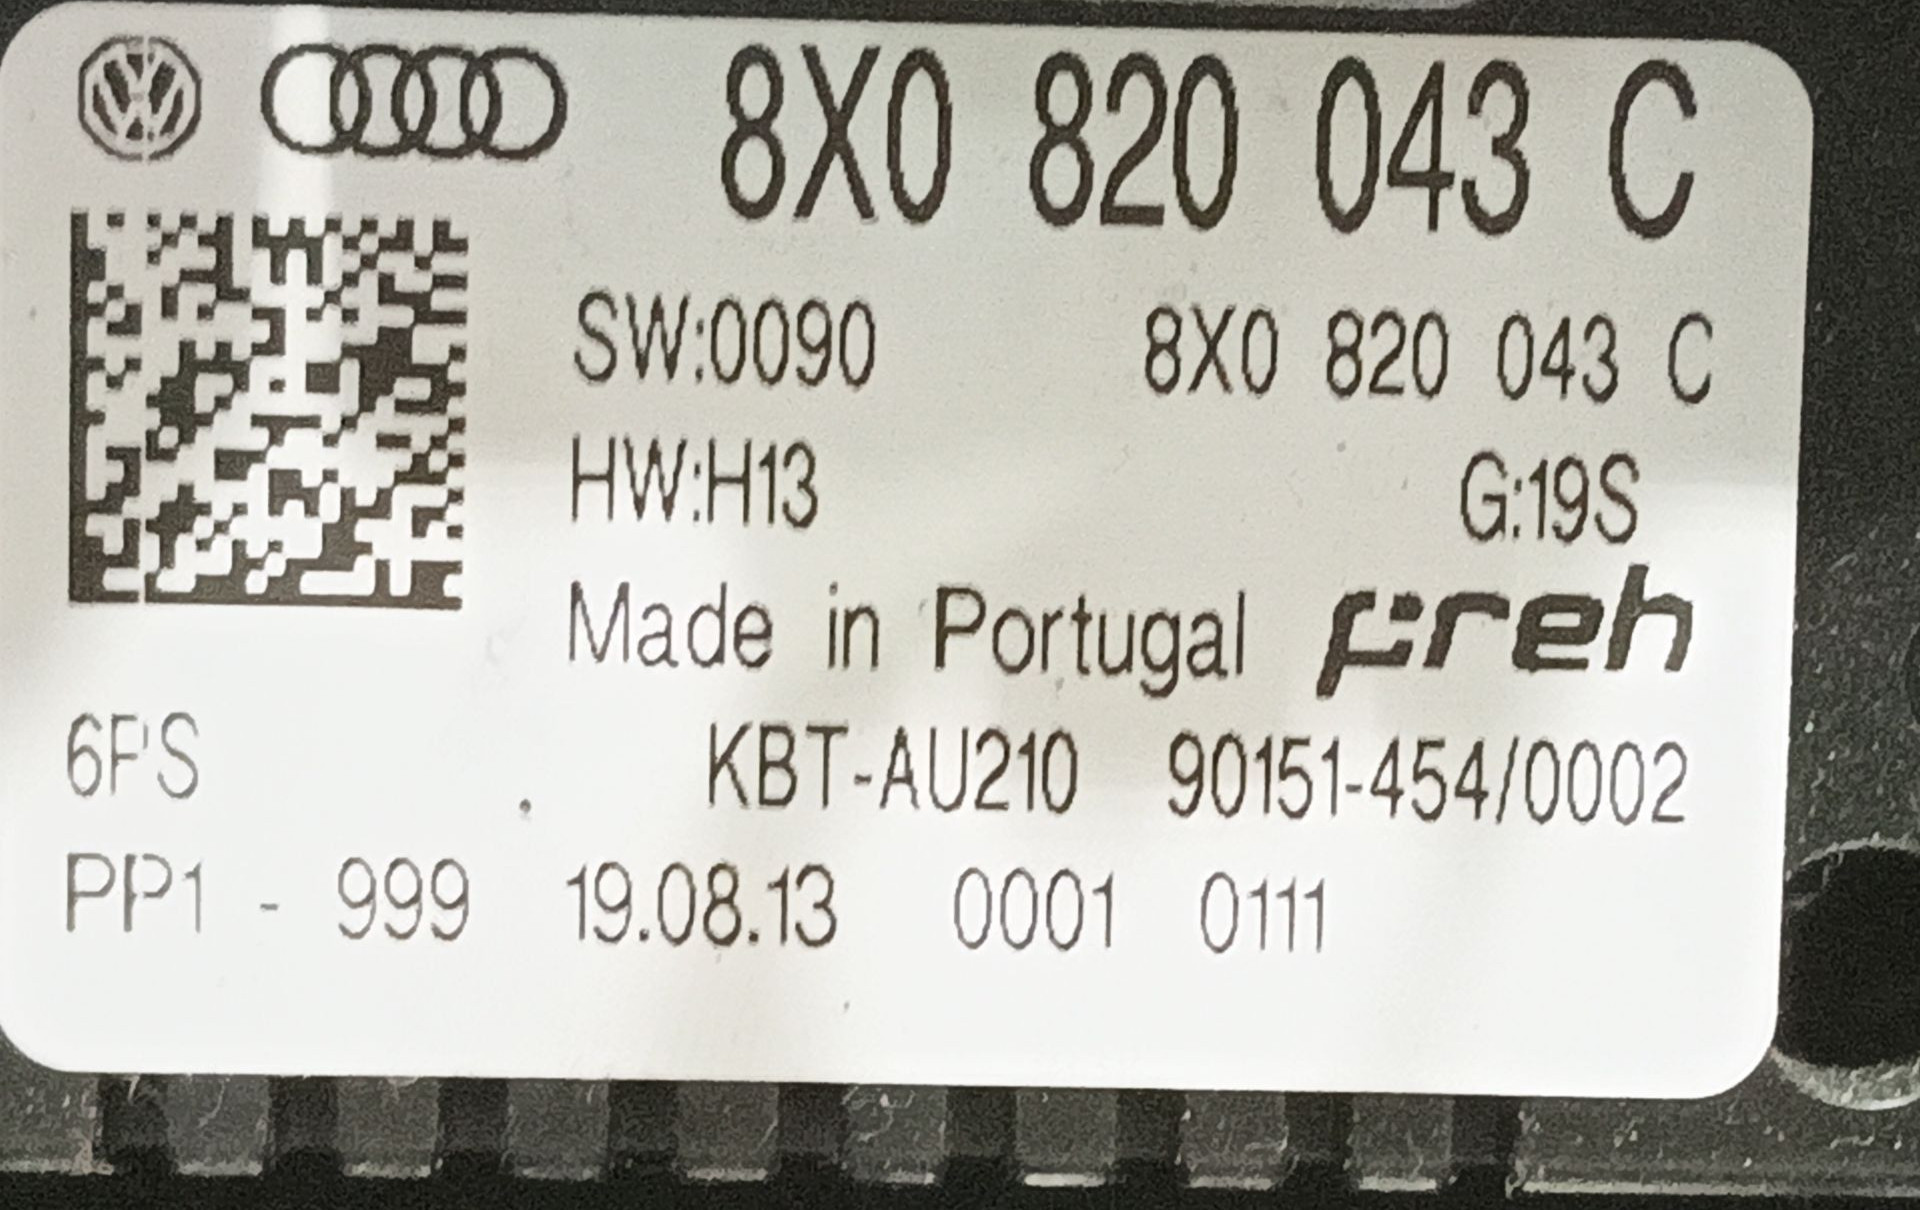 8X0 820 043 C
SW:0090 8X0 820 043 C
HW:H13 G:19S
Made in Portugal preh
6PS KBT-AU210 90151-454/0002
PP1 - 999 19.08.13 0001 0111